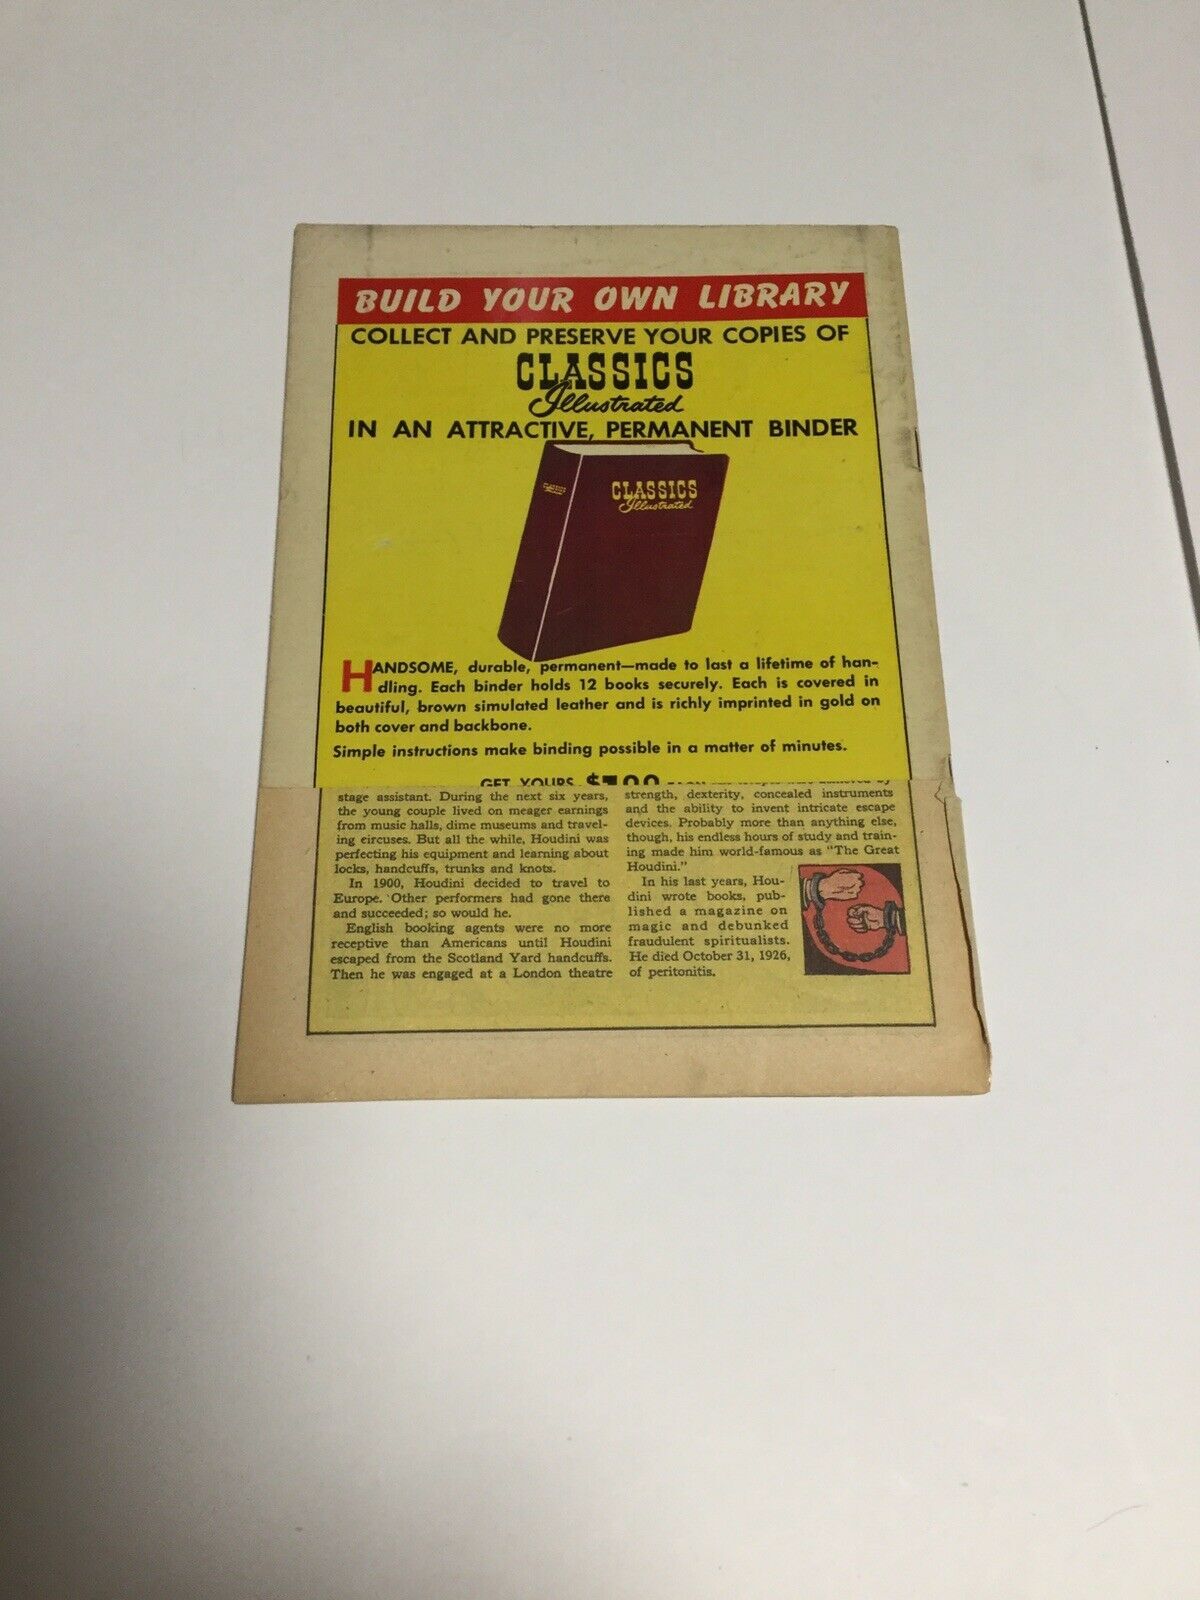 BUILD YOUR OWN LIBRARY
COLLECT AND PRESERVE YOUR COPIES OF
CLASSICS
Illustrated
IN AN ATTRACTIVE, PERMANENT BINDER
CLASSICS
Illustrated
CLASSICS
Illustrated
HANDSOME, durable, permanent—made to last a lifetime of han-
dling. Each binder holds 12 books securely. Each is covered in
beautiful, brown simulated leather and is richly imprinted in gold on
both cover and backbone.
Simple instructions make binding possible in a matter of minutes.
GET YOURS
stage assistant. During the next six years,
the young couple lived on meager earnings
from music halls, dime museums and travel-
ing circuses. But all the while, Houdini was
perfecting his equipment and learning about
locks, handcuffs, trunks and knots.
In 1900, Houdini decided to travel to
Europe. Other performers had gone there
and succeeded; so would he.
English booking agents were no more
receptive than Americans until Houdini
escaped from the Scotland Yard handcuffs.
Then he was engaged at a London theatre
strength, dexterity, concealed instruments
and the ability to invent intricate escape
devices. Probably more than anything else,
though, his endless hours of study and train-
ing made him world-famous as "The Great
Houdini."
In his last years, Hou-
dini wrote books, pub-
lished a magazine on
magic and debunked
fraudulent spiritualists.
He died October 31, 1926,
of peritonitis.